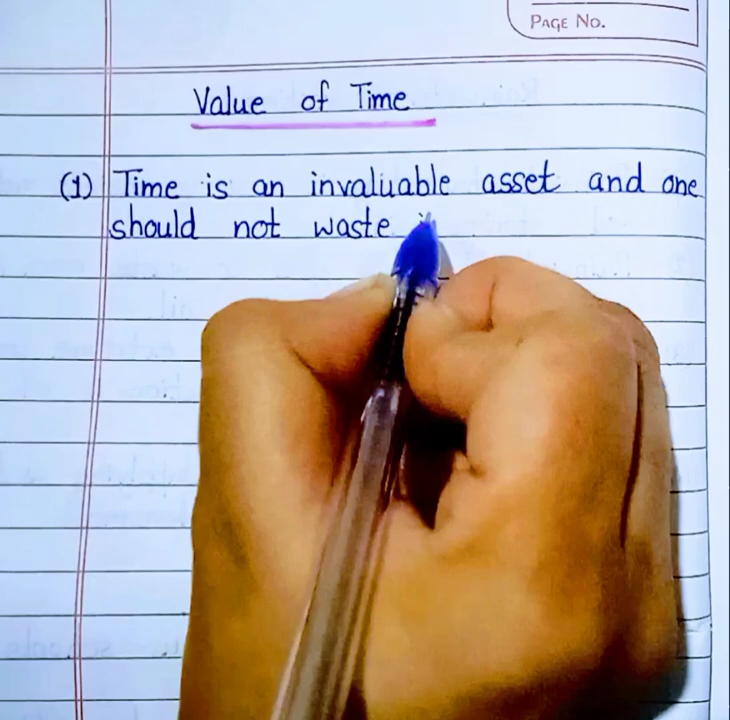 PAGE NO.
Value of Time
(1) Time is an invaluable asset and one
should not waste